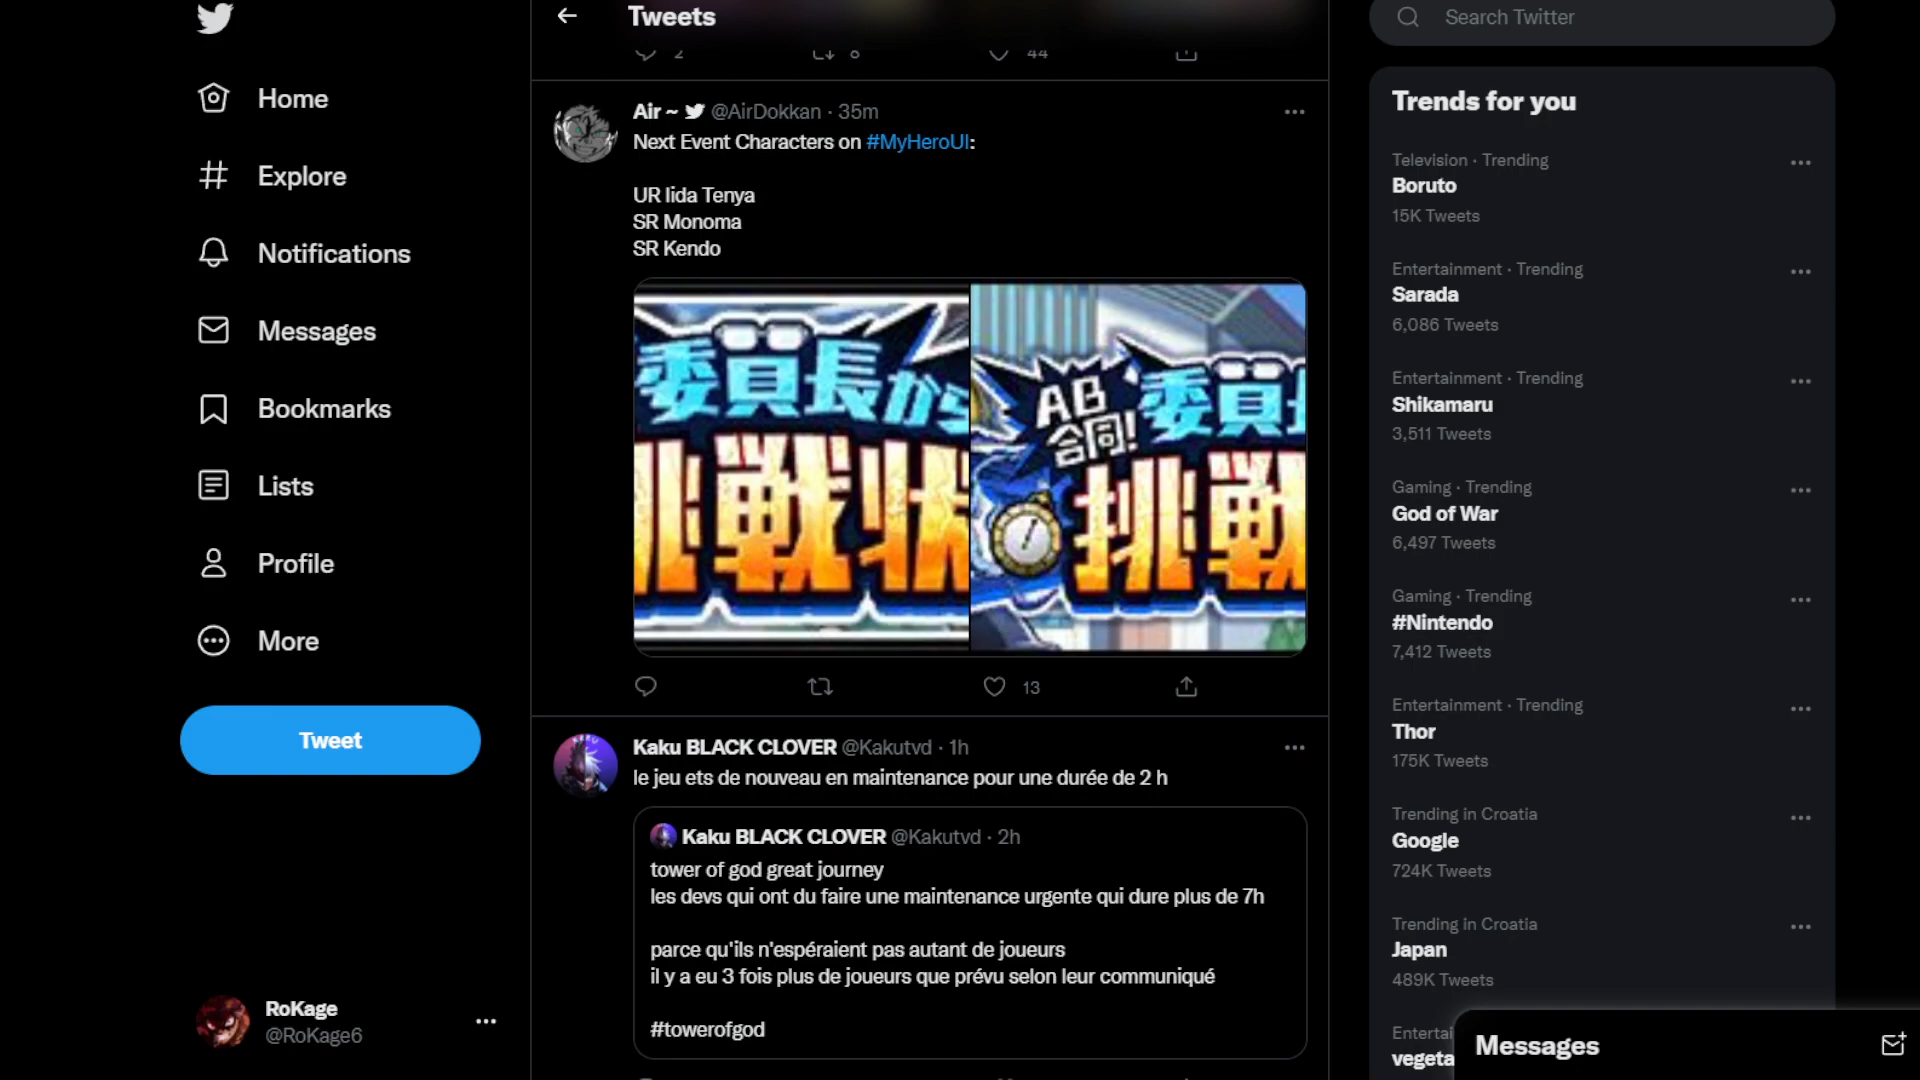 Home
Explore
Notifications
Messages
Bookmarks
Lists
Profile
More
Tweet
RoKage
@RoKage6
Tweets
2 8 44
Air ~ @AirDokkan · 35m
Next Event Characters on #MyHeroUI:
UR Iida Tenya
SR Monoma
SR Kendo
委員長から
挑戦状
AB
合同!
委員長
挑戦
13
Kaku BLACK CLOVER @Kakutvd · 1h
le jeu ets de nouveau en maintenance pour une durée de 2 h
Kaku BLACK CLOVER @Kakutvd · 2h
tower of god great journey
les devs qui ont du faire une maintenance urgente qui dure plus de 7h
parce qu'ils n'espéraient pas autant de joueurs
il y a eu 3 fois plus de joueurs que prévu selon leur communiqué
#towerofgod
Search Twitter
Trends for you
Television · Trending
Boruto
15K Tweets
Entertainment · Trending
Sarada
6,086 Tweets
Entertainment · Trending
Shikamaru
3,511 Tweets
Gaming · Trending
God of War
6,497 Tweets
Gaming · Trending
#Nintendo
7,412 Tweets
Entertainment · Trending
Thor
175K Tweets
Trending in Croatia
Google
724K Tweets
Trending in Croatia
Japan
489K Tweets
Entertai
vegeta
Messages